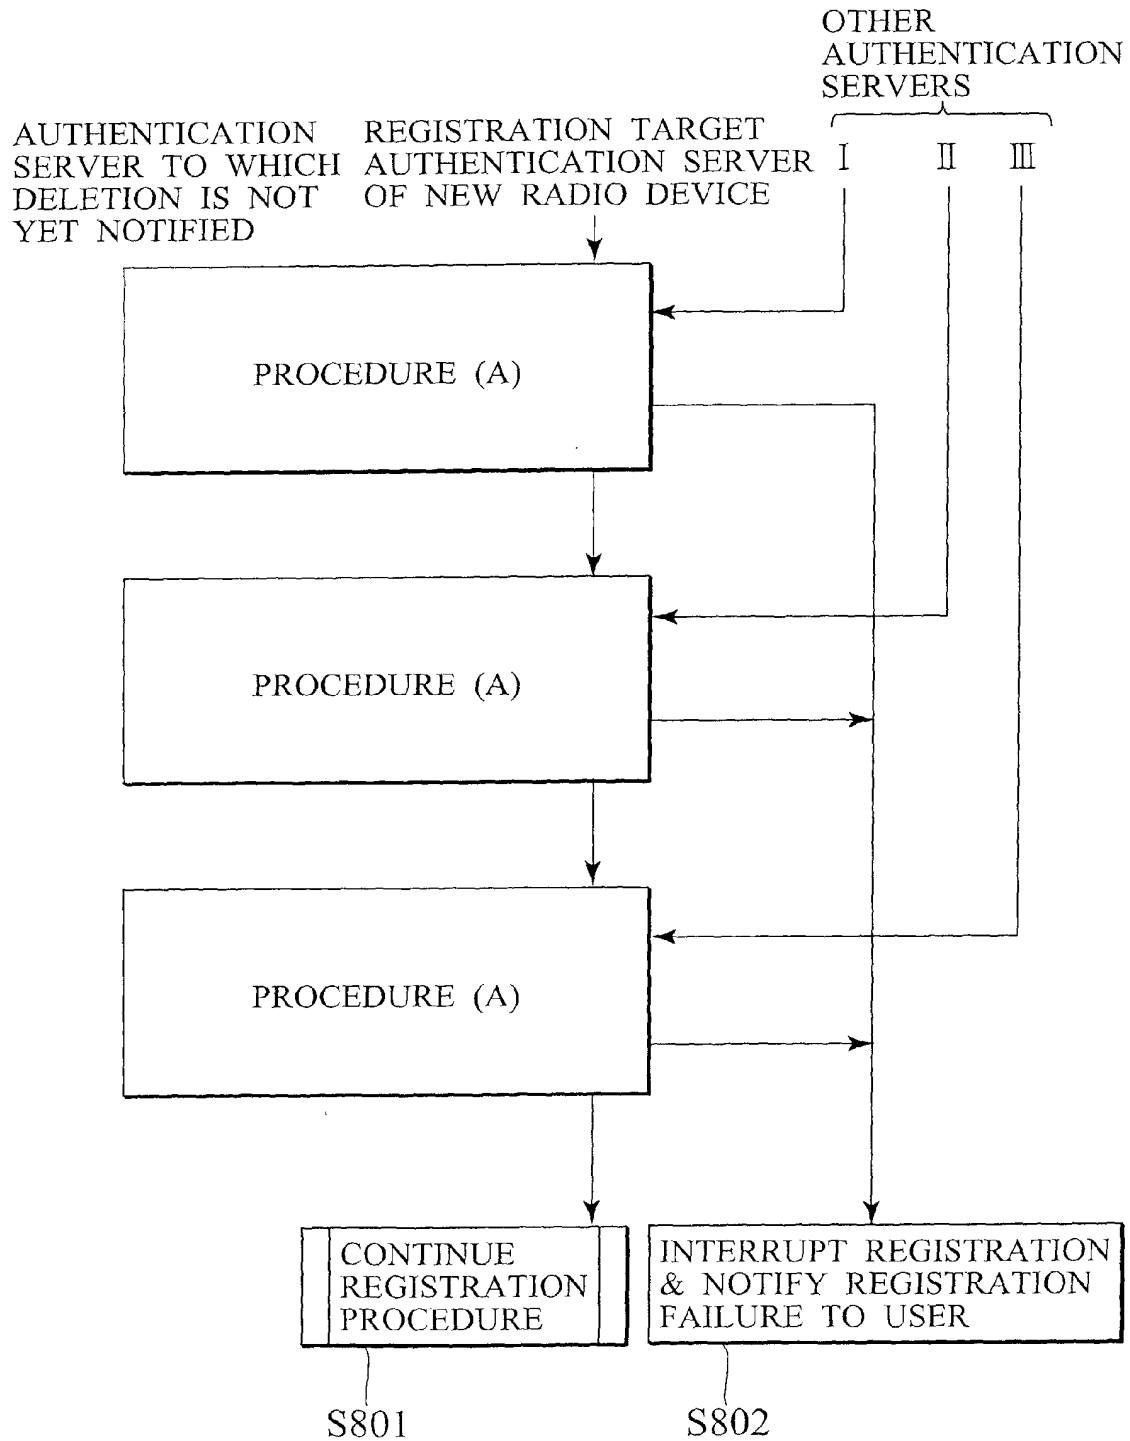 OTHER
AUTHENTICATION
SERVERS
AUTHENTICATION
SERVER TO WHICH
DELETION IS NOT
YET NOTIFIED
REGISTRATION TARGET
AUTHENTICATION SERVER
OF NEW RADIO DEVICE
I
II
III
PROCEDURE (A)
PROCEDURE (A)
PROCEDURE (A)
CONTINUE
REGISTRATION
PROCEDURE
INTERRUPT REGISTRATION
& NOTIFY REGISTRATION
FAILURE TO USER
S801
S802